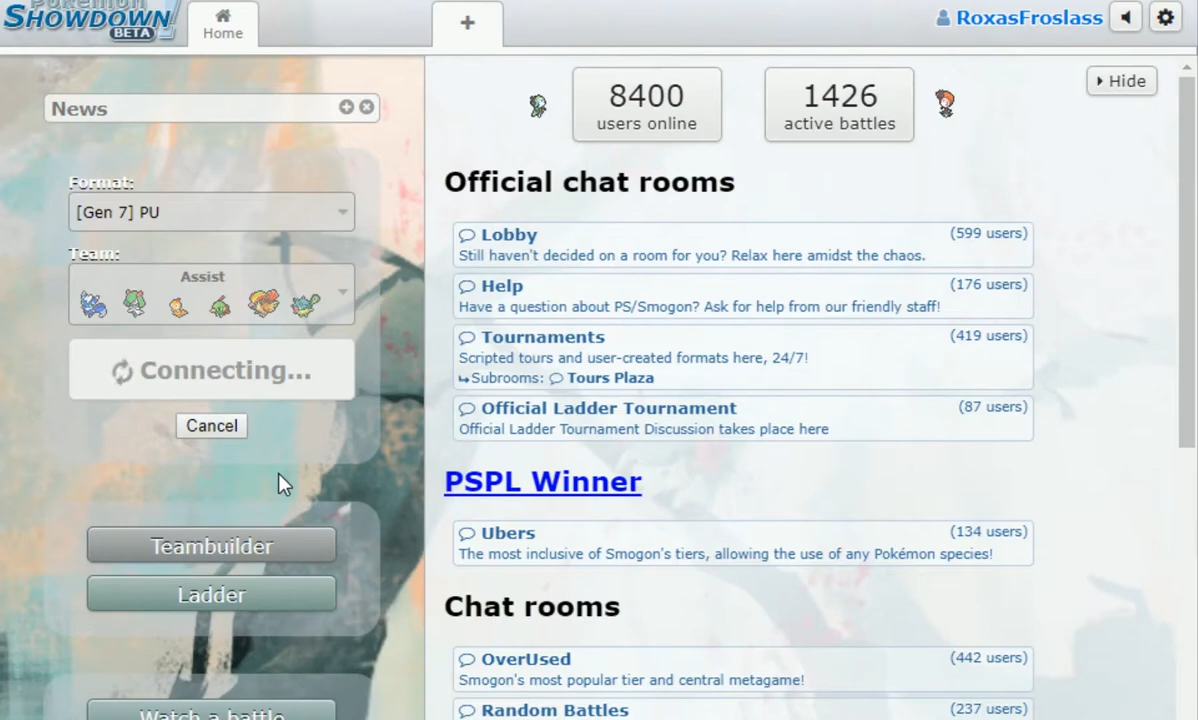 Pokémon
SHOWDOWN!
BETA
Home
+
RoxasFroslass
News
Format:
[Gen 7] PU
Team:
Assist
Connecting...
Cancel
Teambuilder
Ladder
Watch a battle
8400
users online
1426
active battles
Hide
Official chat rooms
Lobby (599 users)
Still haven't decided on a room for you? Relax here amidst the chaos.
Help (176 users)
Have a question about PS/Smogon? Ask for help from our friendly staff!
Tournaments (419 users)
Scripted tours and user-created formats here, 24/7!
↳Subrooms: Tours Plaza
Official Ladder Tournament (87 users)
Official Ladder Tournament Discussion takes place here
PSPL Winner
Ubers (134 users)
The most inclusive of Smogon's tiers, allowing the use of any Pokémon species!
Chat rooms
OverUsed (442 users)
Smogon's most popular tier and central metagame!
Random Battles (237 users)